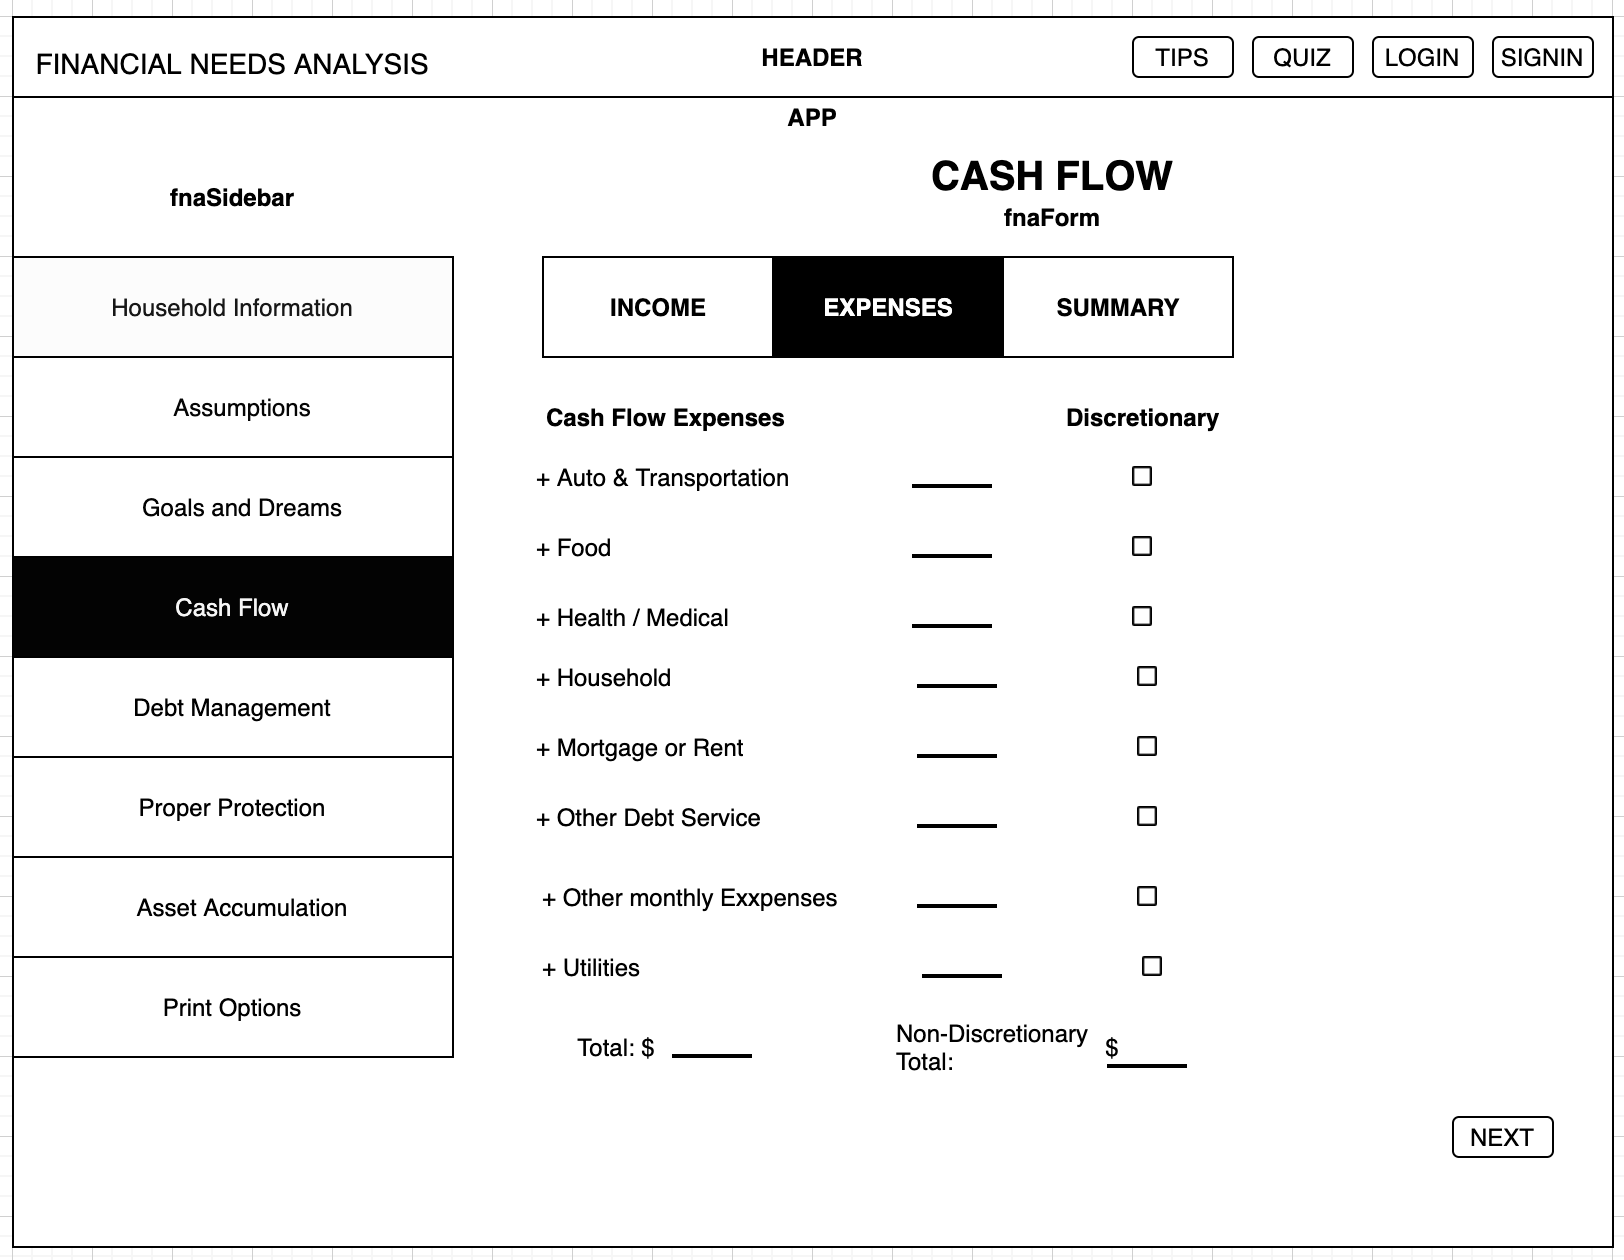 FINANCIAL NEEDS ANALYSIS
HEADER
TIPS
QUIZ
LOGIN
SIGNIN
APP
fnaSidebar
CASH FLOW
fnaForm
Household Information
Assumptions
Goals and Dreams
Cash Flow
Debt Management
Proper Protection
Asset Accumulation
Print Options
INCOME
EXPENSES
SUMMARY
Cash Flow Expenses
Discretionary
+ Auto & Transportation
+ Food
+ Health / Medical
+ Household
+ Mortgage or Rent
+ Other Debt Service
+ Other monthly Exxpenses
+ Utilities
Total: $
Non-Discretionary
Total:
$
NEXT